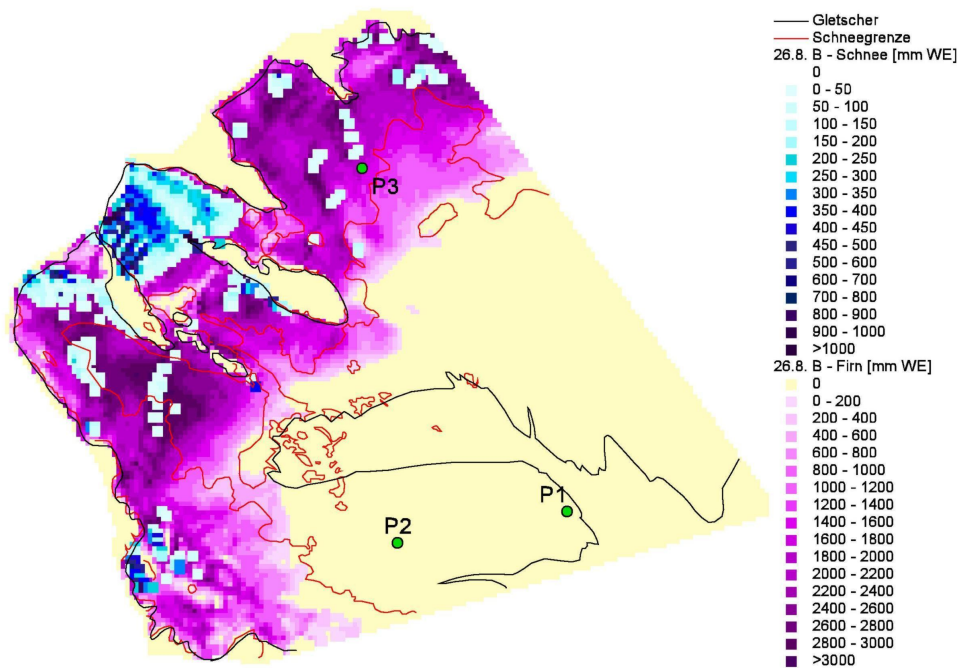 Gletscher
Schneegrenze
26.8. B - Schnee [mm WE]
0
0 - 50
50 - 100
100 - 150
150 - 200
200 - 250
250 - 300
300 - 350
350 - 400
400 - 450
450 - 500
500 - 600
600 - 700
700 - 800
800 - 900
900 - 1000
>1000
26.8. B - Firn [mm WE]
0
0 - 200
200 - 400
400 - 600
600 - 800
800 - 1000
1000 - 1200
1200 - 1400
1400 - 1600
1600 - 1800
1800 - 2000
2000 - 2200
2200 - 2400
2400 - 2600
2600 - 2800
2800 - 3000
>3000
P3
P1
P2